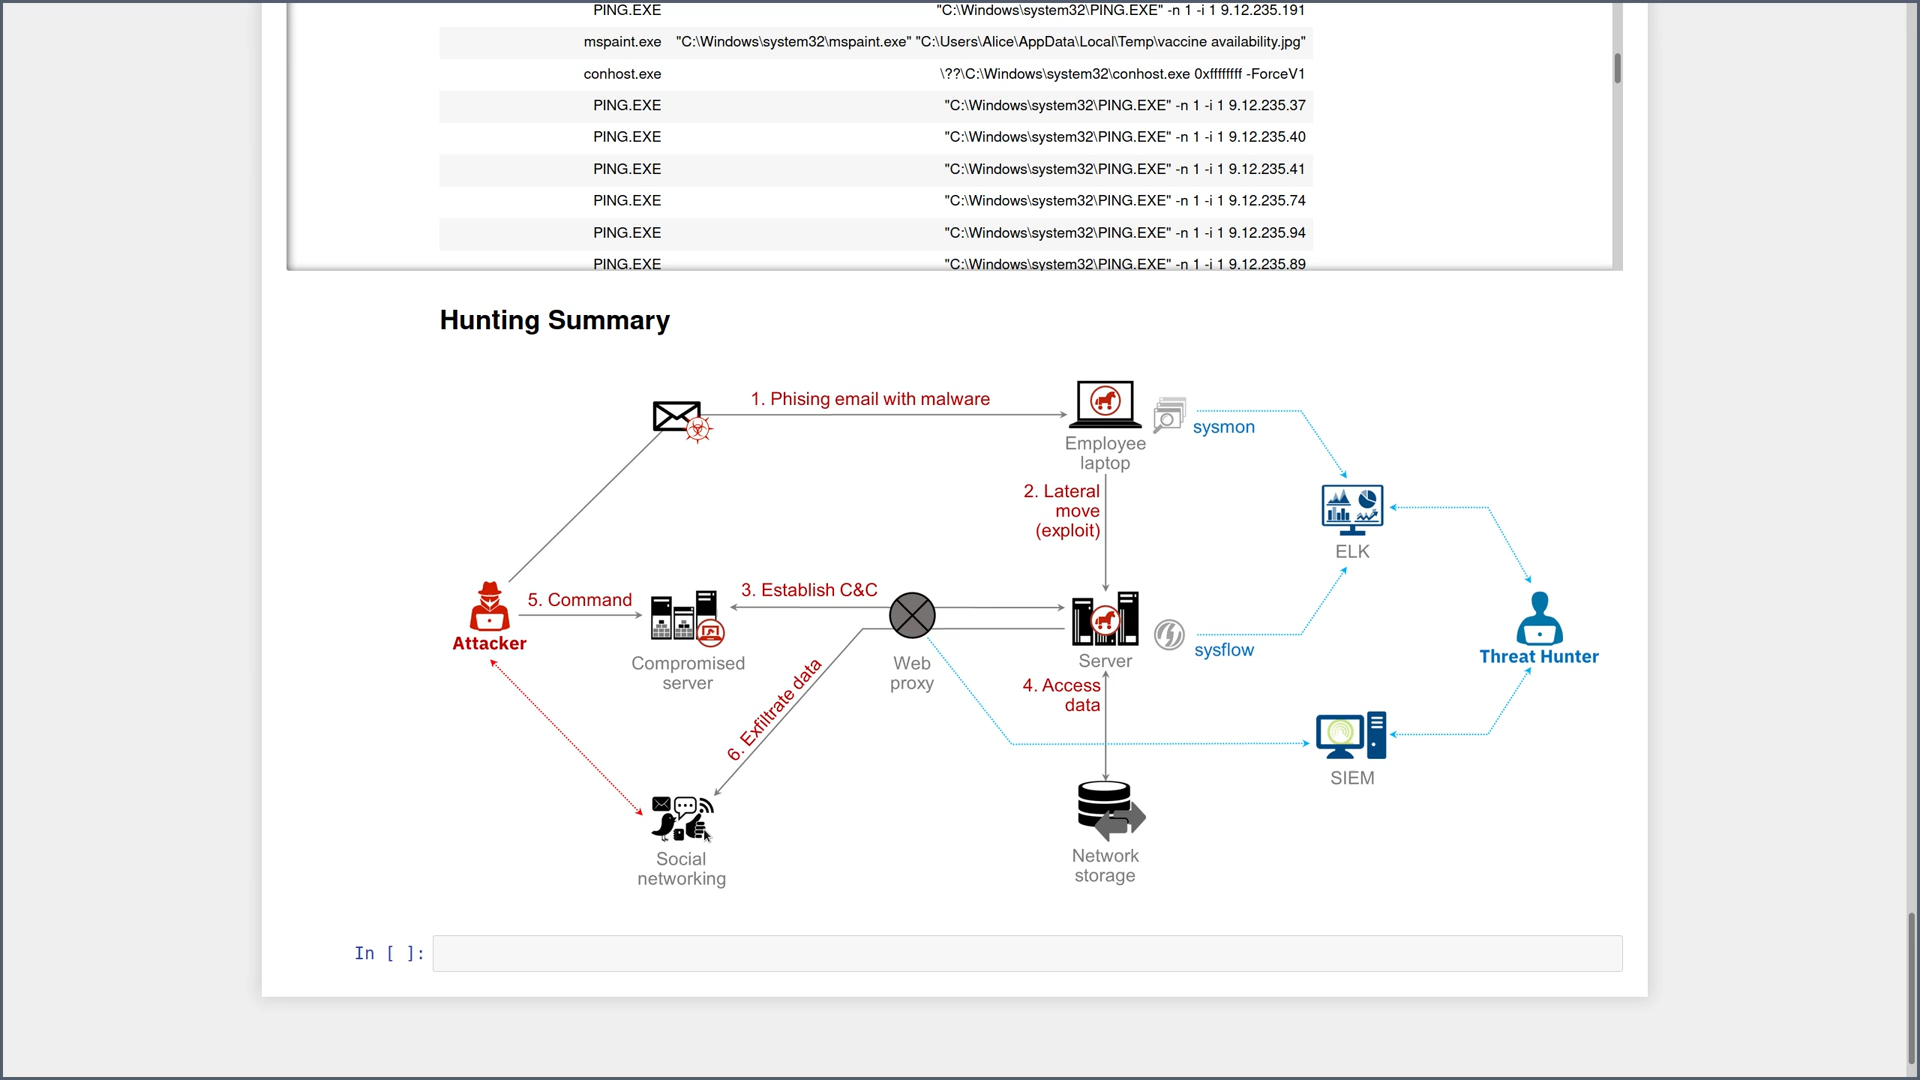 PING.EXE "C:\Windows\system32\PING.EXE" -n 1 -i 1 9.12.235.191
mspaint.exe "C:\Windows\system32\mspaint.exe" "C:\Users\Alice\AppData\Local\Temp\vaccine availability.jpg"
conhost.exe \??\C:\Windows\system32\conhost.exe 0xffffffff -ForceV1
PING.EXE "C:\Windows\system32\PING.EXE" -n 1 -i 1 9.12.235.37
PING.EXE "C:\Windows\system32\PING.EXE" -n 1 -i 1 9.12.235.40
PING.EXE "C:\Windows\system32\PING.EXE" -n 1 -i 1 9.12.235.41
PING.EXE "C:\Windows\system32\PING.EXE" -n 1 -i 1 9.12.235.74
PING.EXE "C:\Windows\system32\PING.EXE" -n 1 -i 1 9.12.235.94
PING.EXE "C:\Windows\system32\PING.EXE" -n 1 -i 1 9.12.235.89
Hunting Summary
1. Phising email with malware
Employee
laptop
sysmon
2. Lateral
move
(exploit)
ELK
5. Command
3. Establish C&C
Attacker
Compromised
server
Web
proxy
Server
sysflow
Threat Hunter
4. Access
data
6. Exfiltrate data
SIEM
Social
networking
Network
storage
In [ ]: